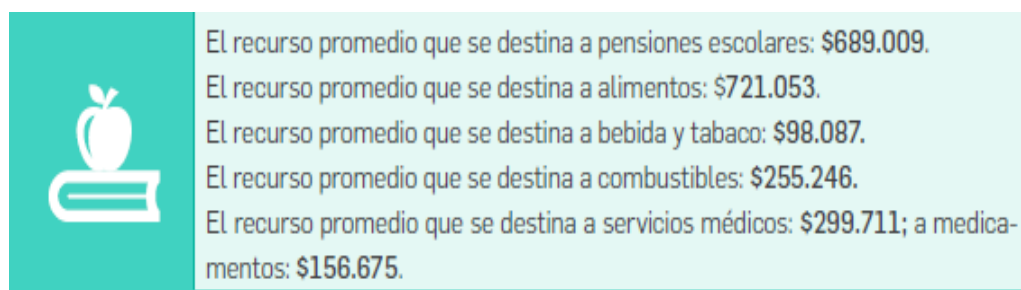 El recurso promedio que se destina a pensiones escolares: $689.009.
El recurso promedio que se destina a alimentos: $721.053.
El recurso promedio que se destina a bebida y tabaco: $98.087.
El recurso promedio que se destina a combustibles: $255.246.
El recurso promedio que se destina a servicios médicos: $299.711; a medica-
mentos: $156.675.